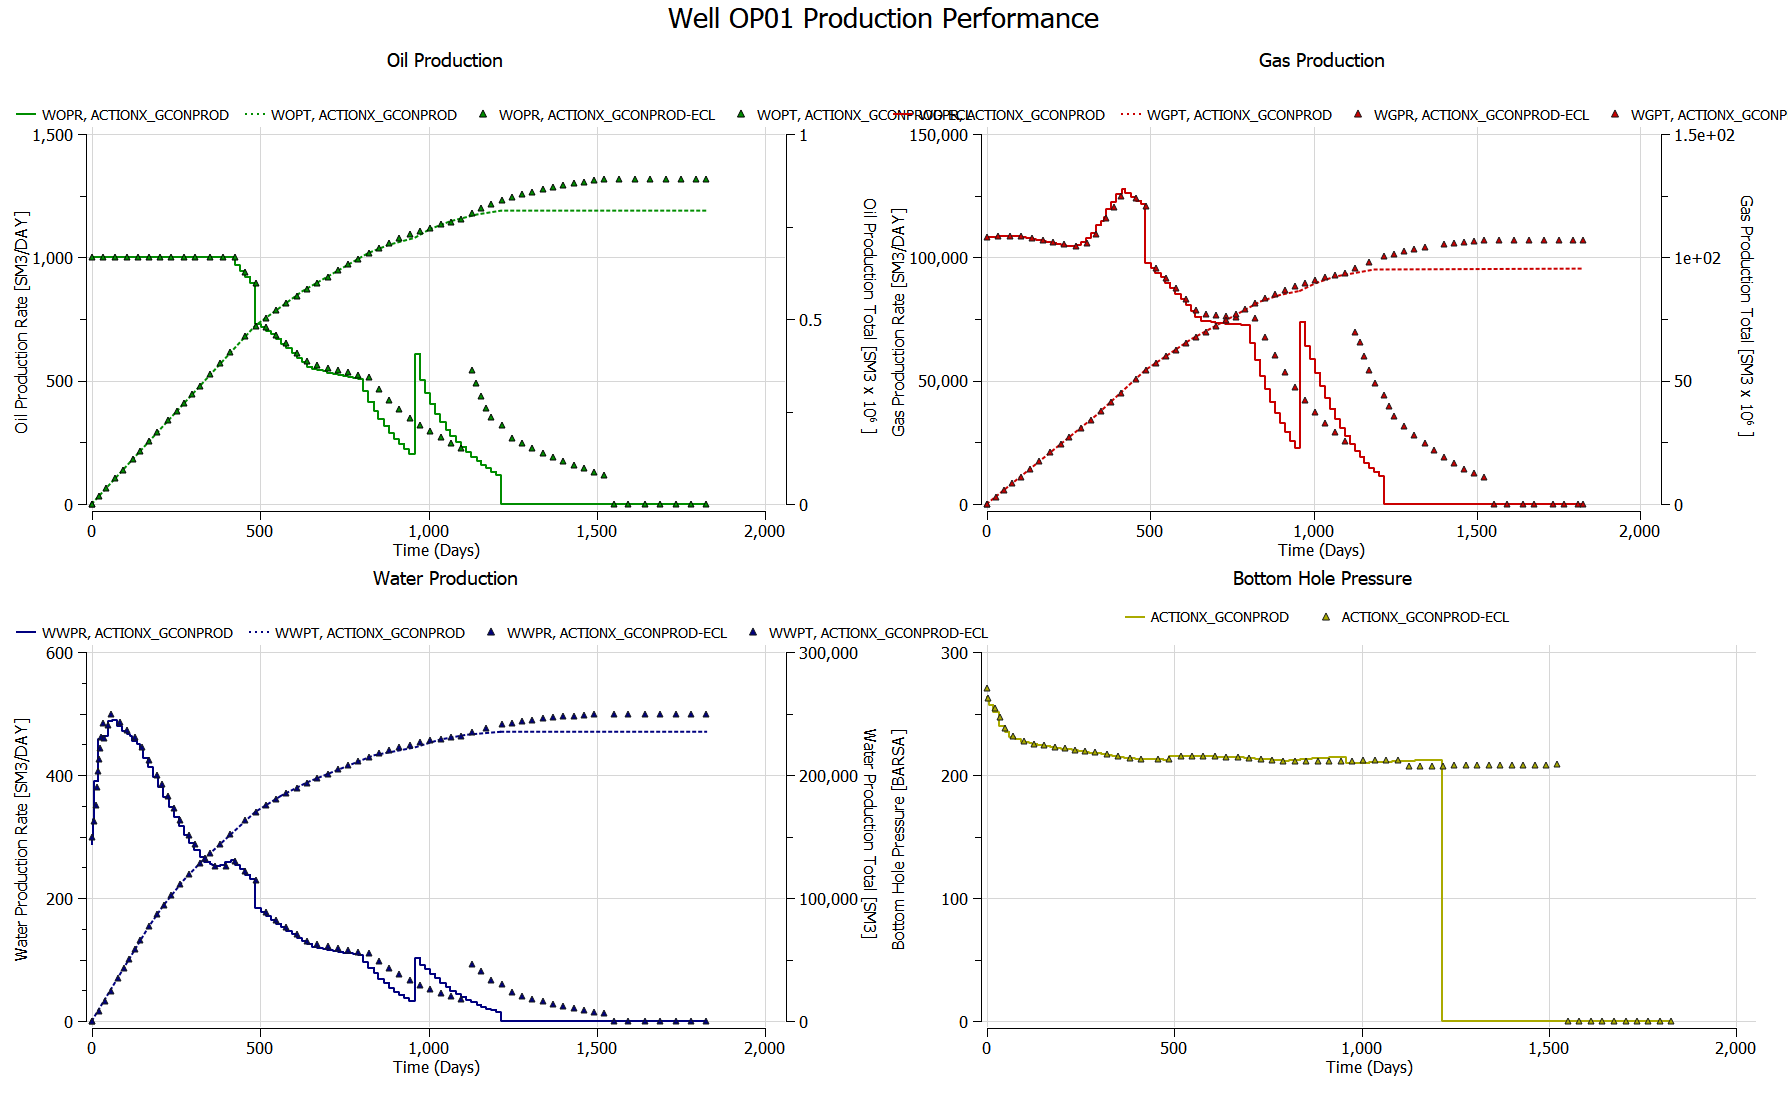 Well OP01 Production Performance
Oil Production
WOPR, ACTIONX_GCONPROD
WOPT, ACTIONX_GCONPROD
WOPR, ACTIONX_GCONPROD-ECL
WOPT, ACTIONX_GCONPROD-ECL
1,500
1,000
500
0
1
0.5
0
Oil Production Rate [SM3/DAY]
Oil Production Total [SM3 x 10⁶ ]
0
500
1,000
1,500
2,000
Time (Days)
Gas Production
WGPR, ACTIONX_GCONPROD
WGPT, ACTIONX_GCONPROD
WGPR, ACTIONX_GCONPROD-ECL
WGPT, ACTIONX_GCONP
150,000
100,000
50,000
0
1.5e+02
1e+02
50
0
Gas Production Rate [SM3/DAY]
Gas Production Total [SM3 x 10⁶ ]
0
500
1,000
1,500
2,000
Time (Days)
Water Production
WWPR, ACTIONX_GCONPROD
WWPT, ACTIONX_GCONPROD
WWPR, ACTIONX_GCONPROD-ECL
WWPT, ACTIONX_GCONPROD-ECL
600
400
200
0
300,000
200,000
100,000
0
Water Production Rate [SM3/DAY]
Water Production Total [SM3]
0
500
1,000
1,500
2,000
Time (Days)
Bottom Hole Pressure
ACTIONX_GCONPROD
ACTIONX_GCONPROD-ECL
300
200
100
0
Bottom Hole Pressure [BARSA]
0
500
1,000
1,500
2,000
Time (Days)